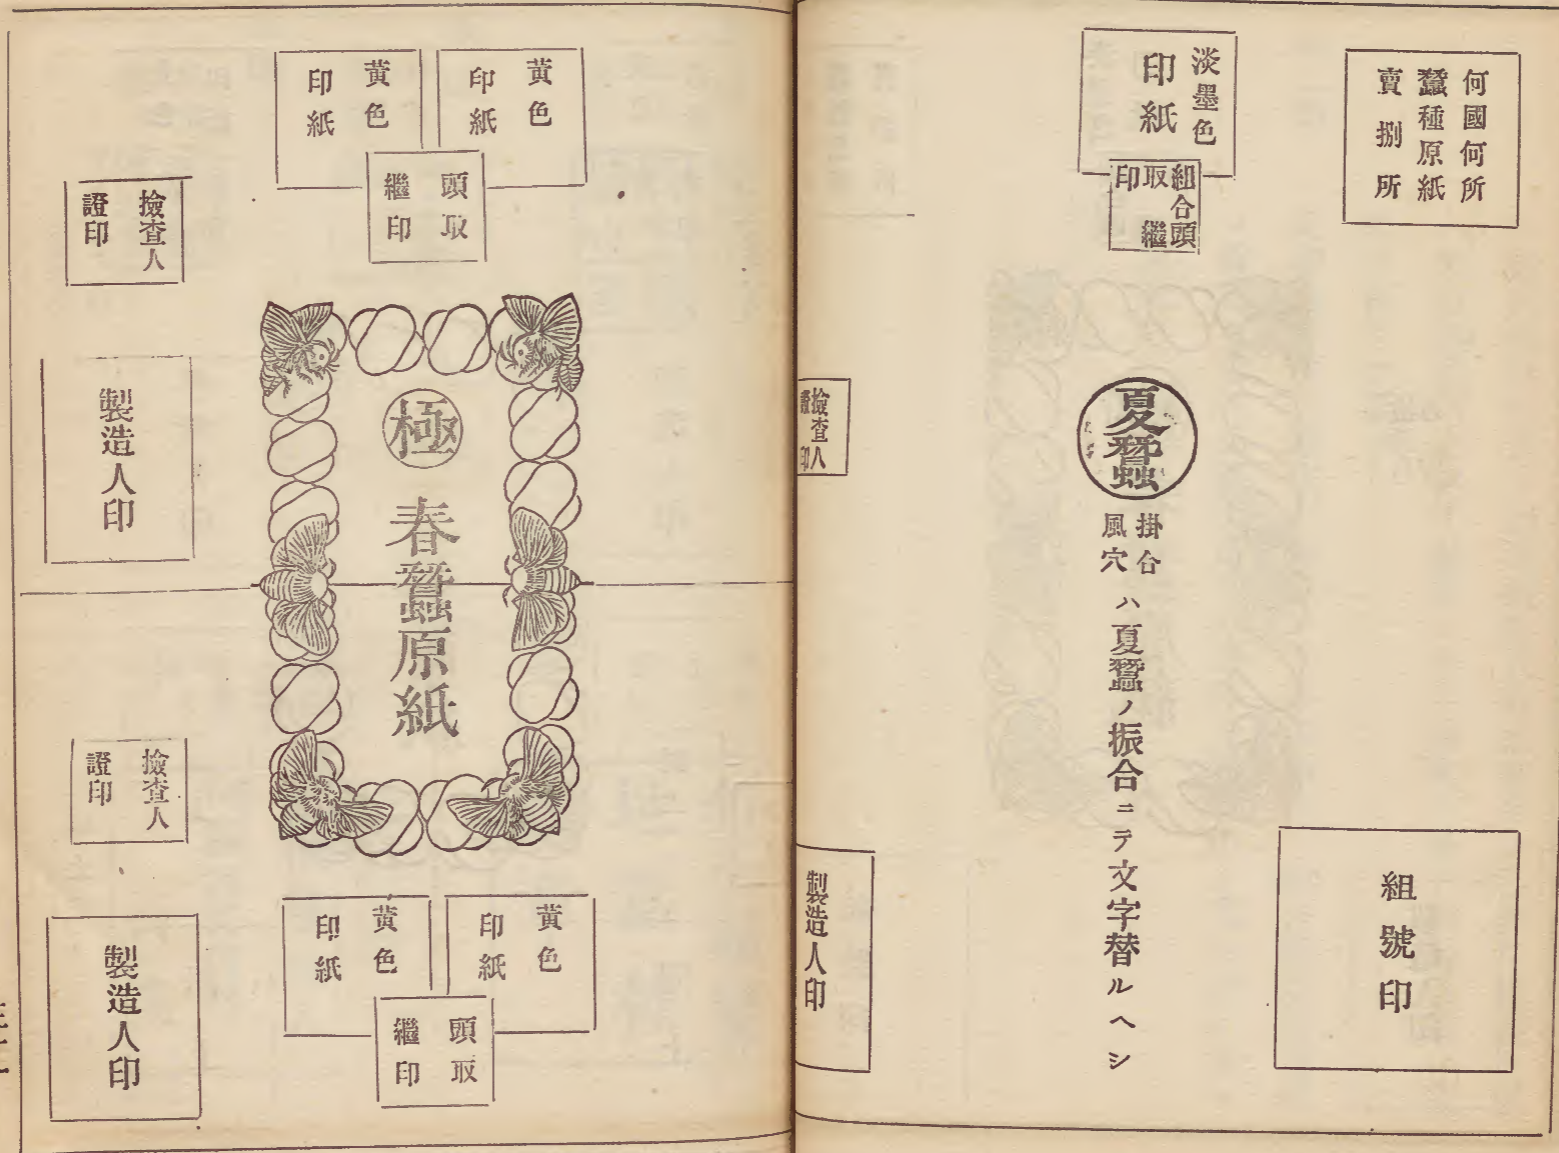 何國何所
蠶種原紙
賣捌所
組號印
淡墨色
印紙
組合頭
取繼
印
夏蠶
掛合
風穴
ハ夏蠶ノ振合ニテ文字替ルヘシ
撿查人
證印
製造人印
黃色
印紙
黃色
印紙
頭取
繼印
極
春蠶原紙
黃色
印紙
黃色
印紙
頭取
繼印
撿查人
證印
製造人印
撿查人
證印
製造人印